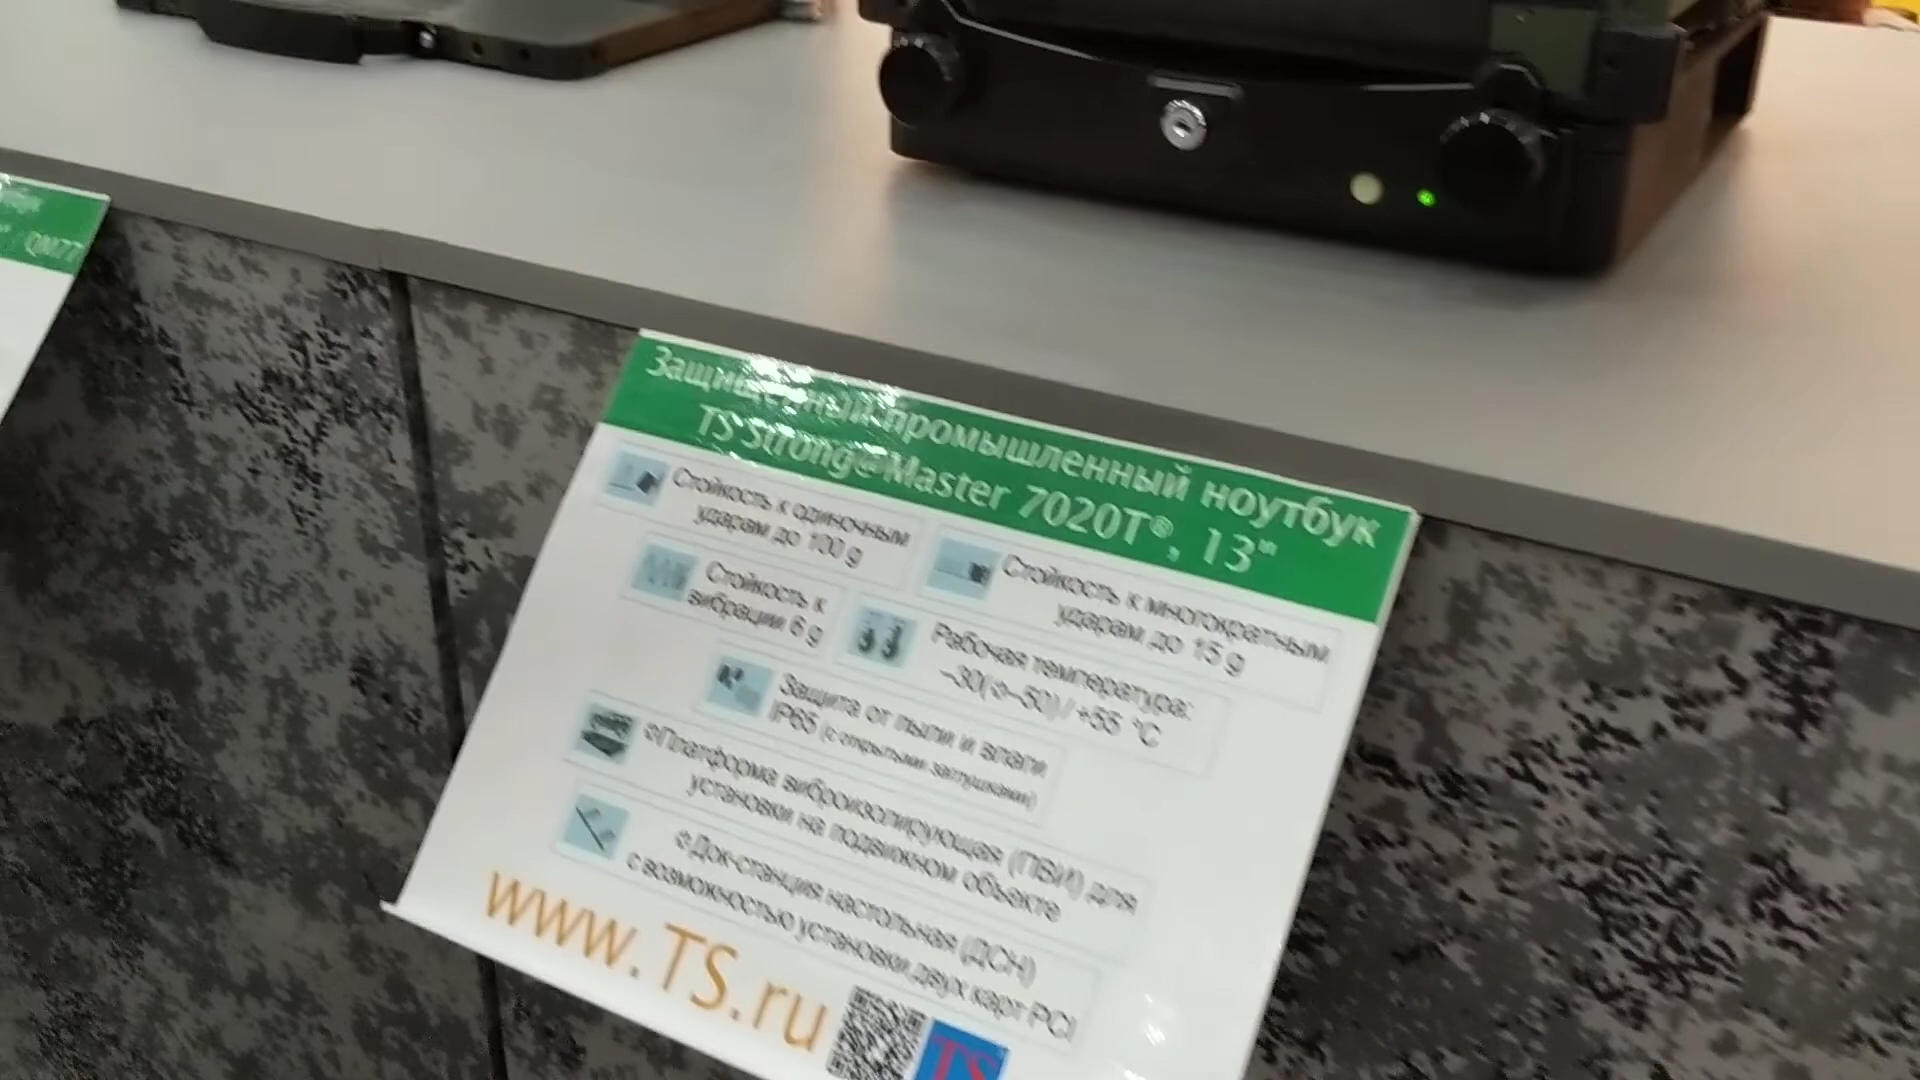 QM77
Защищенный промышленный ноутбук
TS Strong@Master 7020T®, 13"
Стойкость к одиночным
ударам до 100 g
Стойкость к многократным
ударам до 15 g
Стойкость к
вибрации 6 g
Рабочая температура:
−30(◊−50) / +55 °C
Защита от пыли и влаги
IP65 (с открытыми заглушками)
◊Платформа виброизолирующая (ПВИ) для
установки на подвижном объекте
◊Док-станция настольная (ДСН)
с возможностью установки двух карт PCI
www.TS.ru
TS